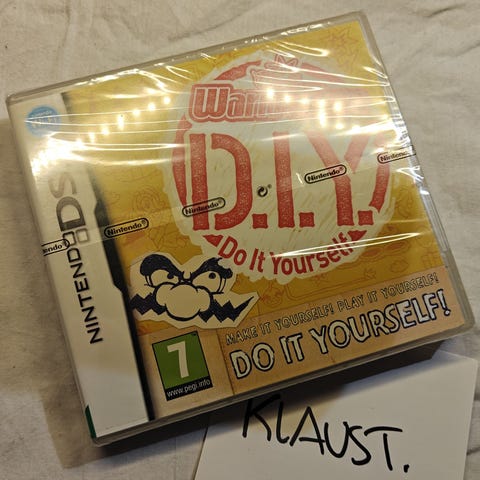 NINTENDO DS
D.I.Y.
Do It Yourself
Nintendo®
Nintendo®
Nintendo®
Nintendo®
MAKE IT YOURSELF! PLAY IT YOURSELF!
DO IT YOURSELF!
7
www.pegi.info
KLAUST.